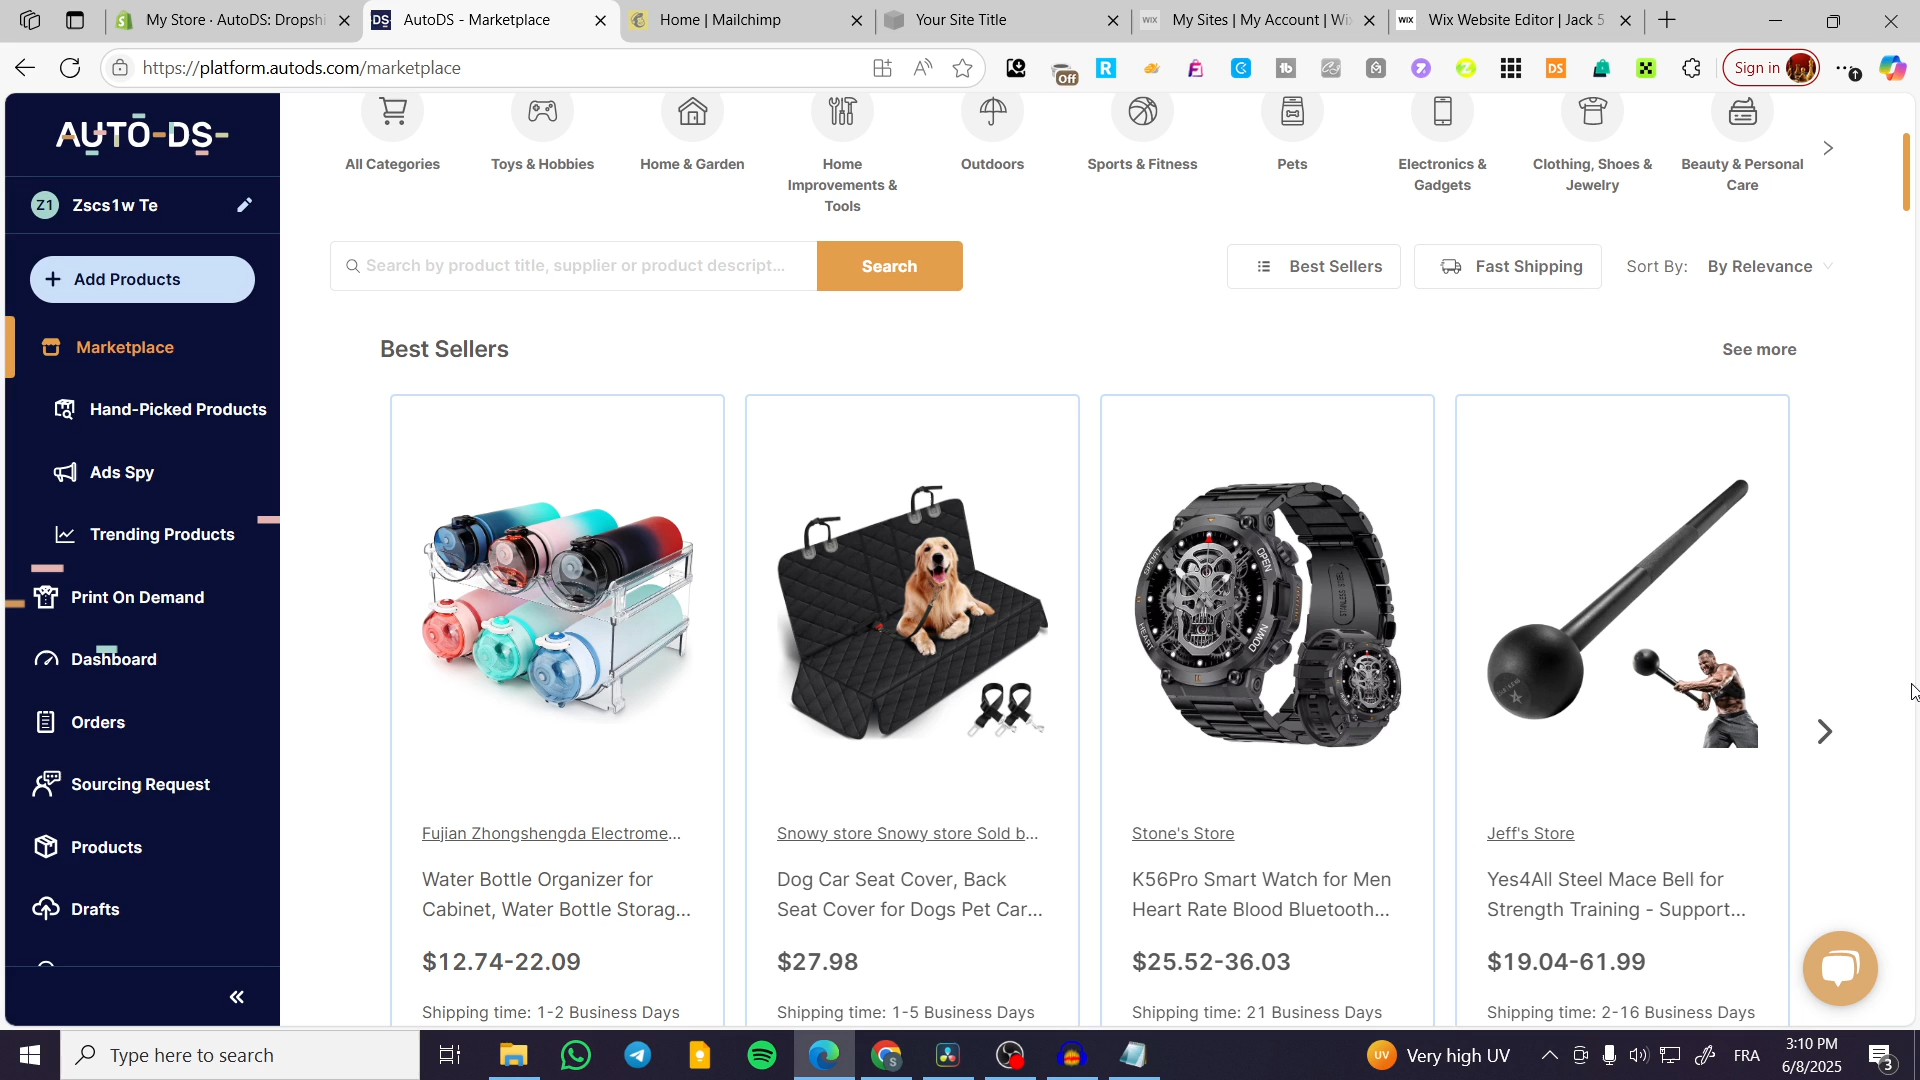 My Store · AutoDS: Dropshi
AutoDS - Marketplace
Home | Mailchimp
Your Site Title
My Sites | My Account | Wix
Wix Website Editor | Jack 5
https://platform.autods.com/marketplace
Off
Sign in
AUTO-DS-
Z1 Zscs1w Te
+ Add Products
Marketplace
Hand-Picked Products
Ads Spy
Trending Products
Print On Demand
Dashboard
Orders
Sourcing Request
Products
Drafts
All Categories
Toys & Hobbies
Home & Garden
Home
Improvements &
Tools
Outdoors
Sports & Fitness
Pets
Electronics &
Gadgets
Clothing, Shoes &
Jewelry
Beauty & Personal
Care
Search by product title, supplier or product descript...
Search
Best Sellers
Fast Shipping
Sort By: By Relevance
Best Sellers
See more
Fujian Zhongshengda Electrome...
Water Bottle Organizer for
Cabinet, Water Bottle Storag...
$12.74-22.09
Shipping time: 1-2 Business Days
Snowy store Snowy store Sold b...
Dog Car Seat Cover, Back
Seat Cover for Dogs Pet Car...
$27.98
Shipping time: 1-5 Business Days
OPEN
DOWN
HEART
SPORT
STAINLESS STEEL
Stone's Store
K56Pro Smart Watch for Men
Heart Rate Blood Bluetooth...
$25.52-36.03
Shipping time: 21 Business Days
Jeff's Store
Yes4All Steel Mace Bell for
Strength Training - Support...
$19.04-61.99
Shipping time: 2-16 Business Days
Type here to search
UV Very high UV
FRA
3:10 PM
6/8/2025
3